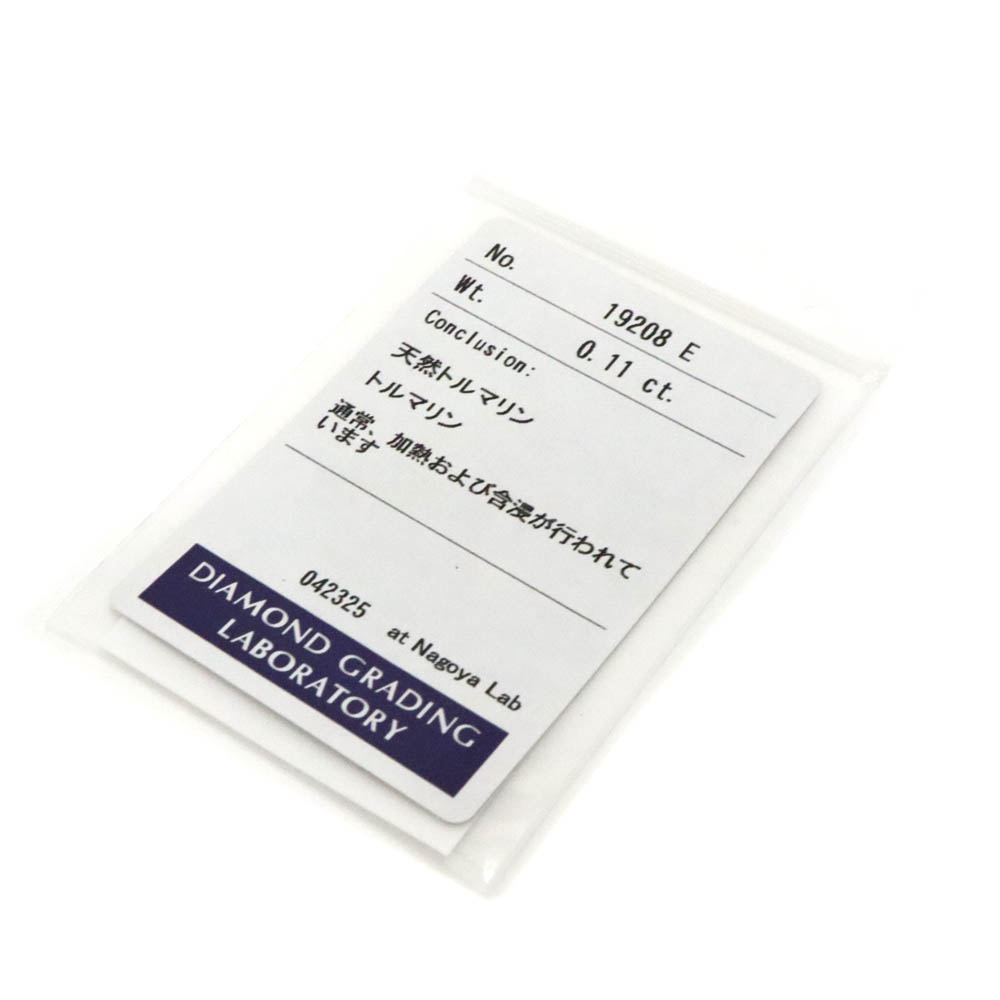 No. 19208 E
Wt. 0.11 ct.
Conclusion:
天然トルマリン
トルマリン
通常、加熱および含浸が行われて
います
042325 at Nagoya Lab
DIAMOND GRADING
LABORATORY